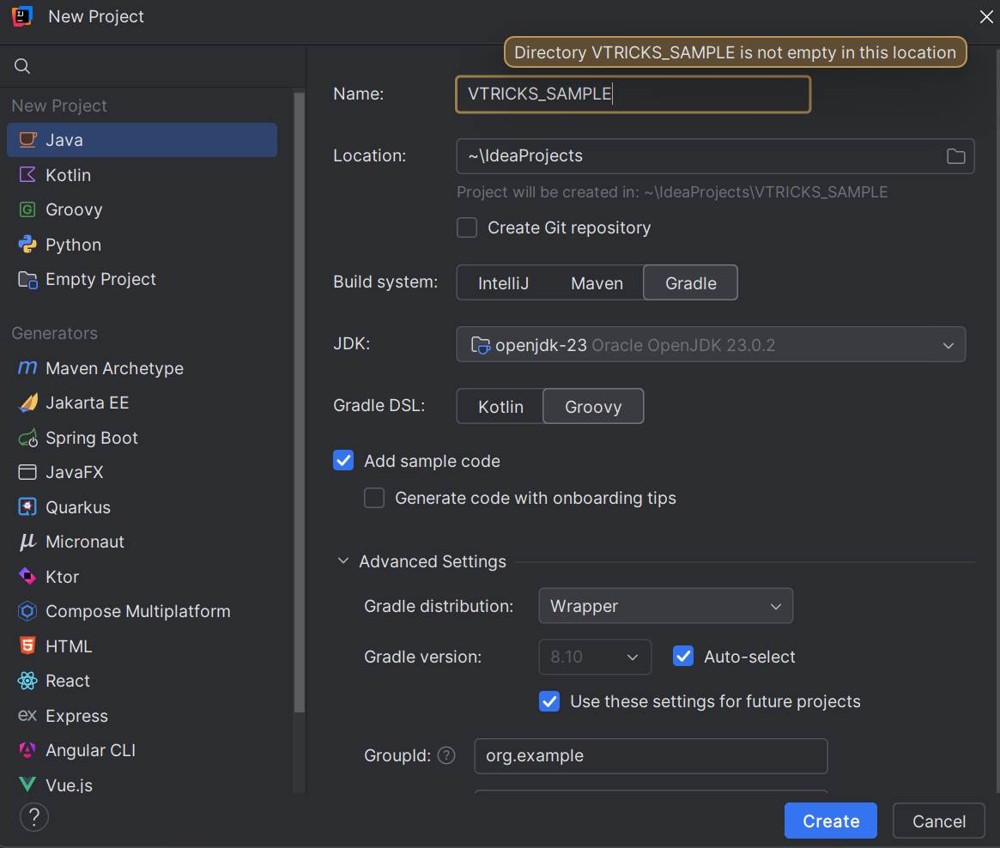 New Project
Directory VTRICKS_SAMPLE is not empty in this location
New Project
Java
Kotlin
Groovy
Python
Empty Project
Generators
Maven Archetype
Jakarta EE
Spring Boot
JavaFX
Quarkus
Micronaut
Ktor
Compose Multiplatform
HTML
React
Express
Angular CLI
Vue.js
Name: VTRICKS_SAMPLE
Location: ~\IdeaProjects
Project will be created in: ~\IdeaProjects\VTRICKS_SAMPLE
Create Git repository
Build system: IntelliJ Maven Gradle
JDK: openjdk-23 Oracle OpenJDK 23.0.2
Gradle DSL: Kotlin Groovy
Add sample code
Generate code with onboarding tips
Advanced Settings
Gradle distribution: Wrapper
Gradle version: 8.10 Auto-select
Use these settings for future projects
GroupId: ? org.example
? Create Cancel